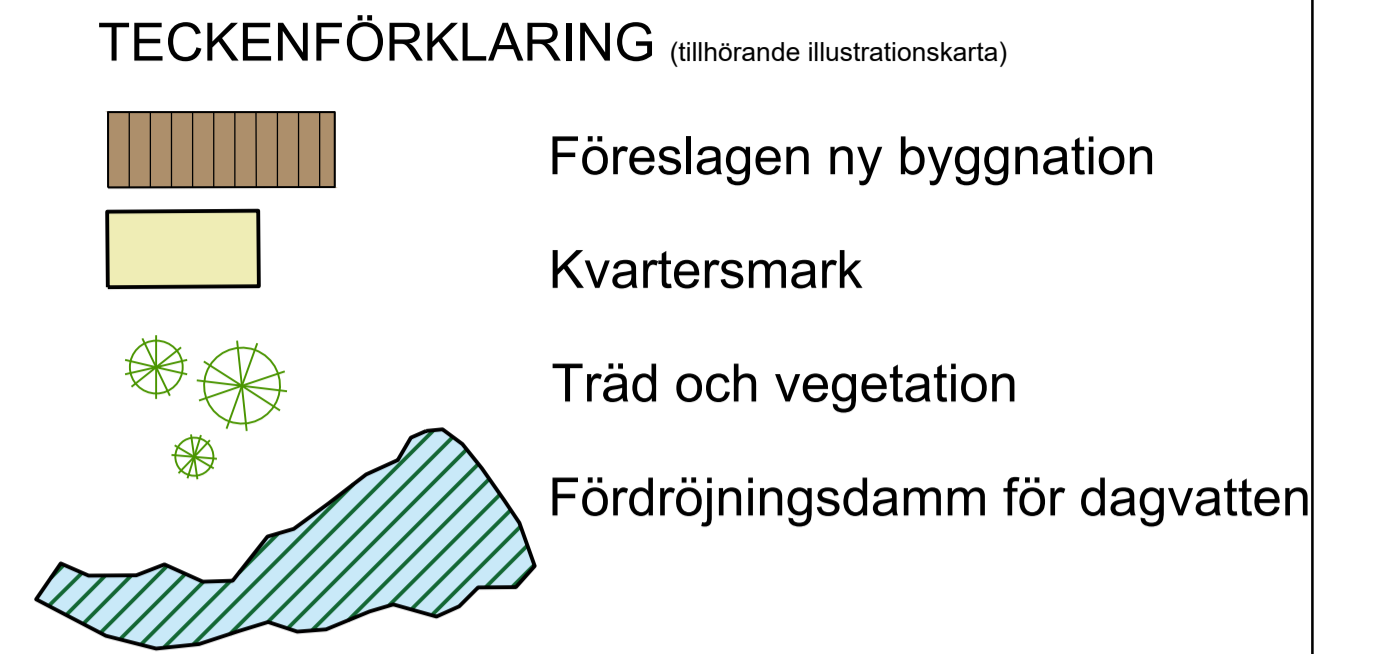 TECKENFÖRKLARING (tillhörande illustrationskarta)
Föreslagen ny byggnation
Kvartersmark
Träd och vegetation
Fördröjningsdamm för dagvatten